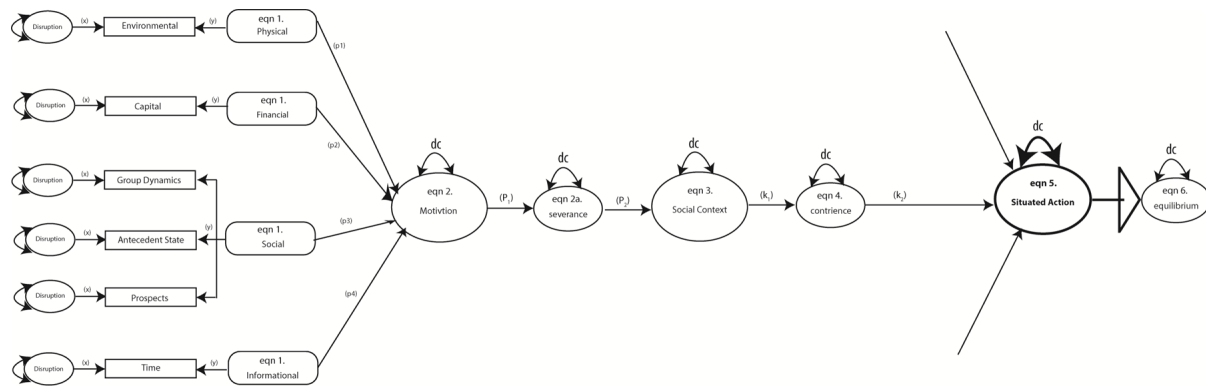 Disruption
(x)
Environmental
(y)
eqn 1.
Physical
(p1)
Disruption
(x)
Capital
(y)
eqn 1.
Financial
(p2)
Disruption
(x)
Group Dynamics
Disruption
(x)
Antecedent State
(y)
eqn 1.
Social
(p3)
Disruption
(x)
Prospects
Disruption
(x)
Time
(y)
eqn 1.
Informational
(p4)
dc
eqn 2.
Motivtion
(P₁)
dc
eqn 2a.
severance
(P₂)
dc
eqn 3.
Social Context
(k₁)
dc
eqn 4.
contrience
(k₂)
dc
eqn 5.
Situated Action
dc
eqn 6.
equilibrium